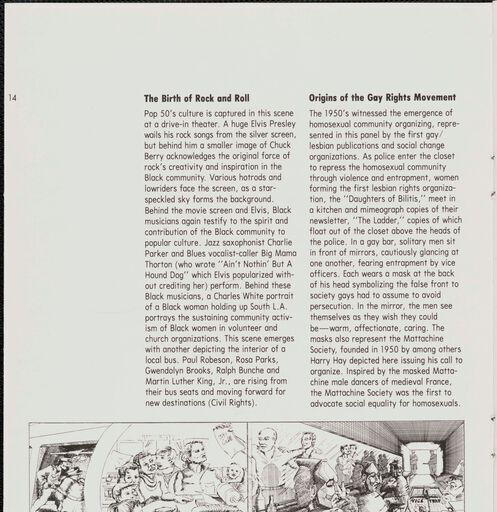 14
The Birth of Rock and Roll
Pop 50's culture is captured in this scene
at a drive-in theater. A huge Elvis Presley
wails his rock songs from the silver screen,
but behind him a smaller image of Chuck
Berry acknowledges the original force of
rock's creativity and inspiration in the
Black community. Various hotrods and
lowriders face the screen, as a star-
speckled sky forms the background.
Behind the movie screen and Elvis, Black
musicians again testify to the spirit and
contribution of the Black community to
popular culture. Jazz saxophonist Charlie
Parker and Blues vocalist-caller Big Mama
Thorton (who wrote "Ain't Nothin' But A
Hound Dog" which Elvis popularized with-
out crediting her) perform. Behind these
Black musicians, a Charles White portrait
of a Black woman holding up South L.A.
portrays the sustaining community activ-
ism of Black women in volunteer and
church organizations. This scene emerges
with another depicting the interior of a
local bus. Paul Robeson, Rosa Parks,
Gwendolyn Brooks, Ralph Bunche and
Martin Luther King, Jr., are rising from
their bus seats and moving forward for
new destinations (Civil Rights).
Origins of the Gay Rights Movement
The 1950's witnessed the emergence of
homosexual community organizing, repre-
sented in this panel by the first gay/
lesbian publications and social change
organizations. As police enter the closet
to repress the homosexual community
through violence and entrapment, women
forming the first lesbian rights organiza-
tion, the "Daughters of Bilitis," meet in
a kitchen and mimeograph copies of their
newsletter, "The Ladder," copies of which
float out of the closet above the heads of
the police. In a gay bar, solitary men sit
in front of mirrors, cautiously glancing at
one another, fearing entrapment by vice
officers. Each wears a mask at the back
of his head symbolizing the false front to
society gays had to assume to avoid
persecution. In the mirror, the men see
themselves as they wish they could
be—warm, affectionate, caring. The
masks also represent the Mattachine
Society, founded in 1950 by among others
Harry Hay depicted here issuing his call to
organize. Inspired by the masked Matta-
chine male dancers of medieval France,
the Mattachine Society was the first to
advocate social equality for homosexuals.